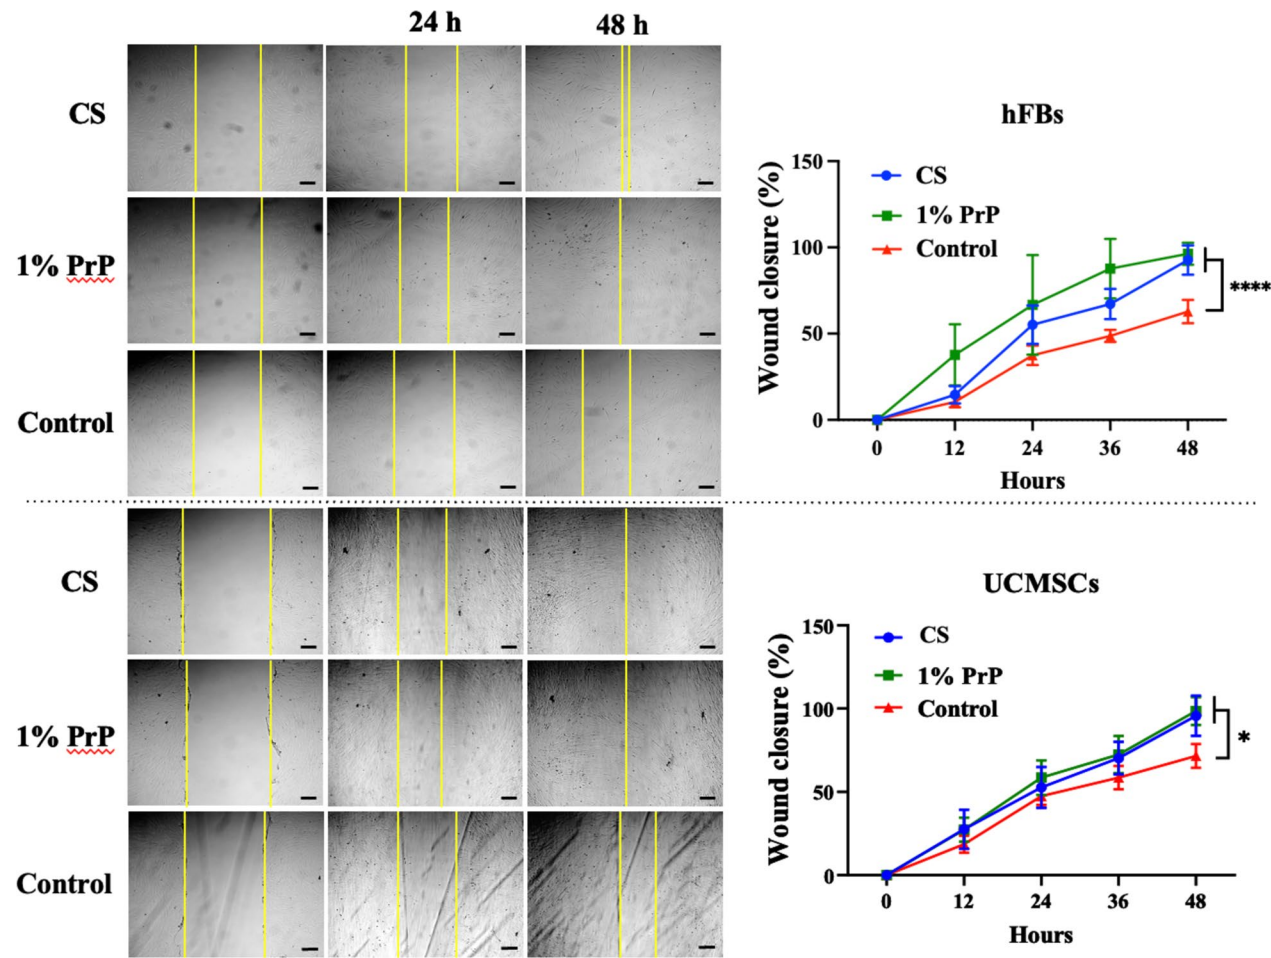 24 h
48 h
CS
1% PrP
Control
hFBs
CS
1% PrP
Control
Wound closure (%)
150
100
50
0
0 12 24 36 48
Hours
****
CS
1% PrP
Control
UCMSCs
CS
1% PrP
Control
Wound closure (%)
150
100
50
0
0 12 24 36 48
Hours
*